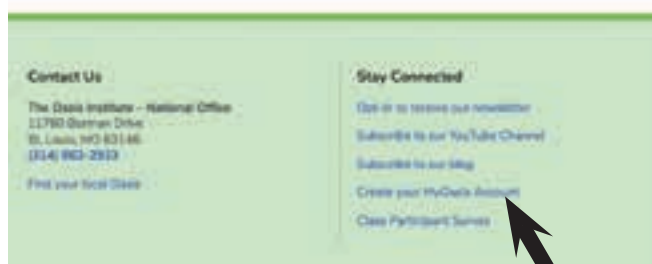 Contact Us
The Oasis Institute – National Office
11780 Borman Drive
St. Louis, MO 63146
(314) 862-2933
Find your local Oasis
Stay Connected
Opt-in to receive our newsletter
Subscribe to our YouTube Channel
Subscribe to our blog
Create your MyOasis Account
Class Participant Survey